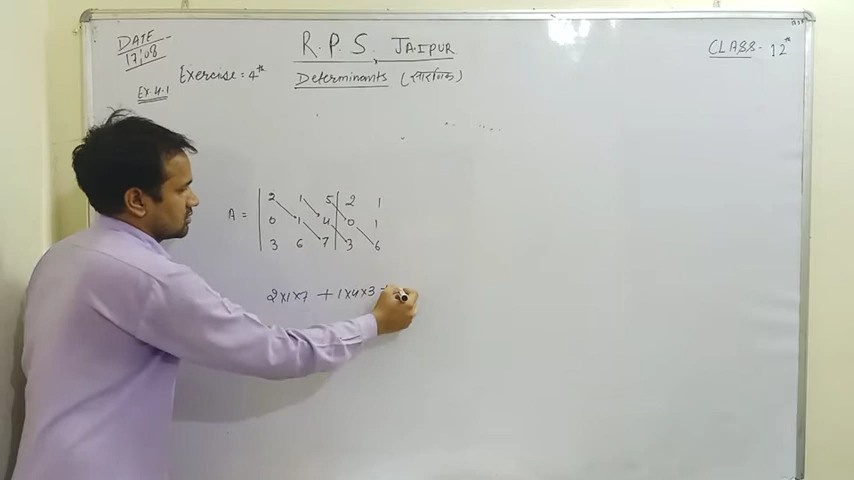 DATE -
17/08
R.P.S. JAIPUR
CLASS - 12th
Exercise = 4th
Determinants (सारणिक)
EX. 4.1
2 1 5 2 1
A = 0 1 4 0 1
3 6 7 3 6
2×1×7 + 1×4×3 +